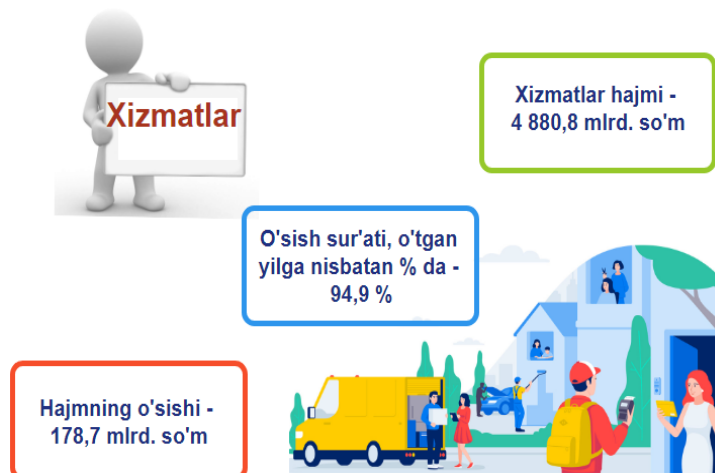 Xizmatlar
Xizmatlar hajmi -
4 880,8 mlrd. so'm
O'sish sur'ati, o'tgan
yilga nisbatan % da -
94,9 %
Hajmning o'sishi -
178,7 mlrd. so'm